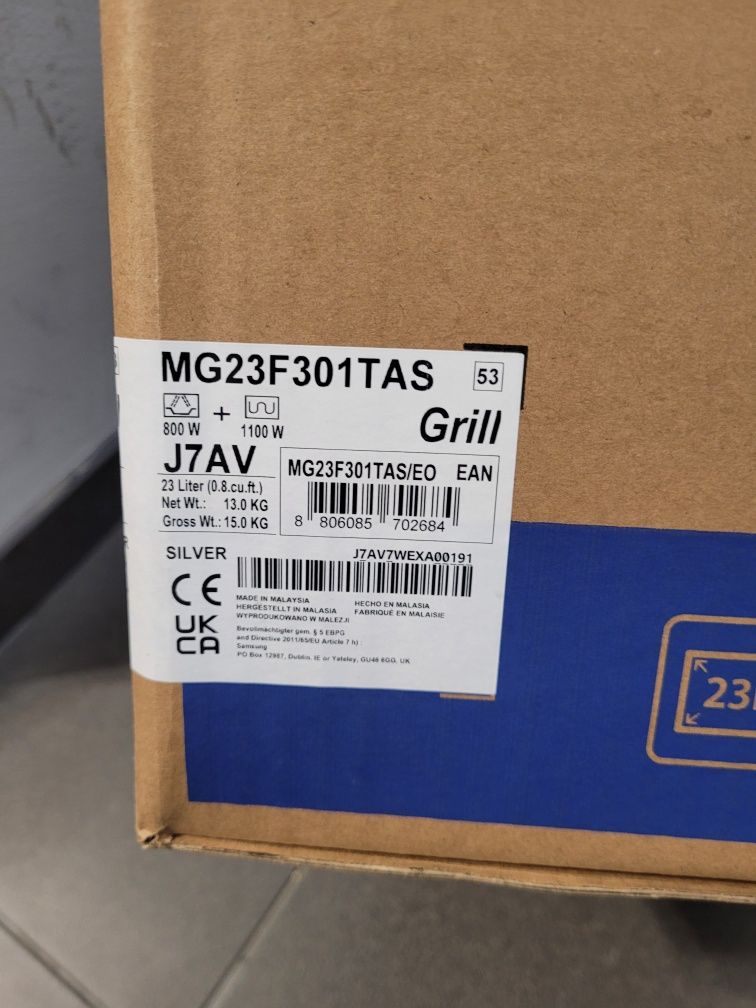 MG23F301TAS 53
800 W + 1100 W
Grill
J7AV
23 Liter (0.8.cu.ft.)
Net Wt.: 13.0 KG
Gross Wt.: 15.0 KG
MG23F301TAS/EO EAN
8 806085 702684
SILVER
J7AV7WEXA00191
CE
UK
CA
MADE IN MALAYSIA
HERGESTELLT IN MALASIA
WYPRODUKOWANO W MALEZJI
HECHO EN MALASIA
FABRIQUÉ EN MALAISIE
Bevollmächtigter gem. § 5 EBPG
and Directive 2011/65/EU Article 7 h) :
Samsung
PO Box 12987, Dublin. IE or Yateley, GU46 6GG. UK
23